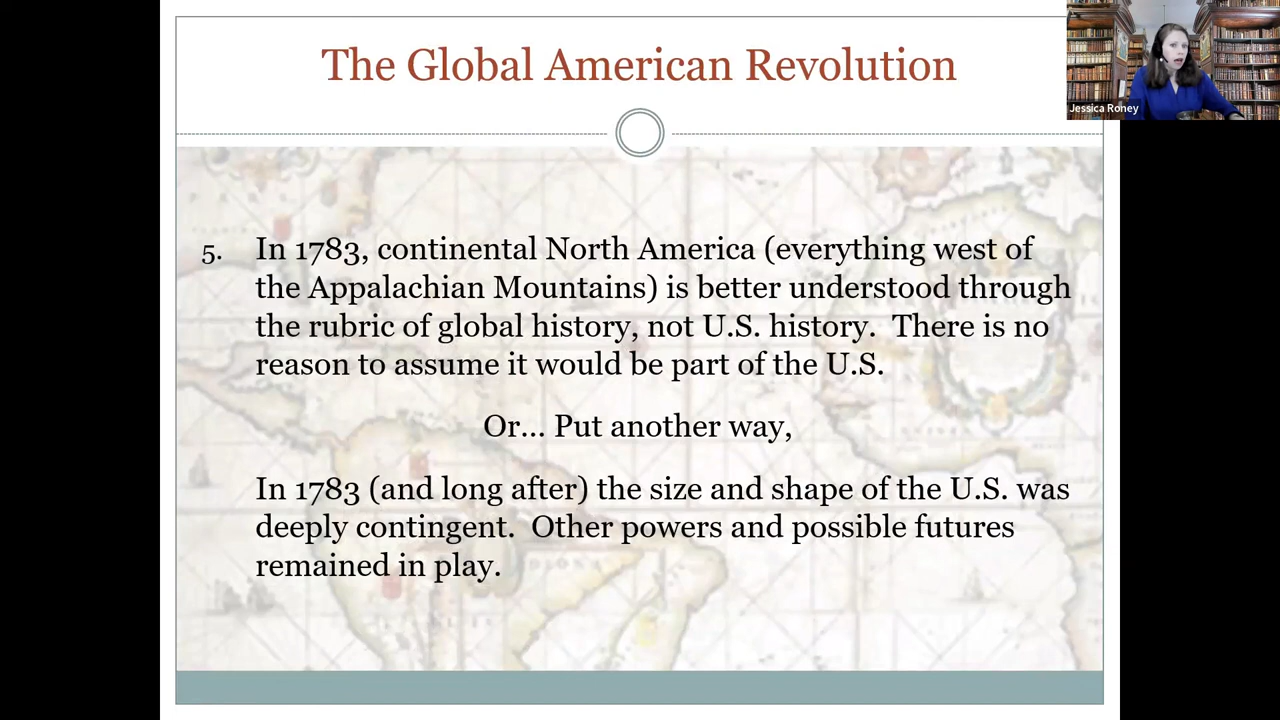 The Global American Revolution
Jessica Roney
5. In 1783, continental North America (everything west of
the Appalachian Mountains) is better understood through
the rubric of global history, not U.S. history.  There is no
reason to assume it would be part of the U.S.
Or... Put another way,
In 1783 (and long after) the size and shape of the U.S. was
deeply contingent.  Other powers and possible futures
remained in play.